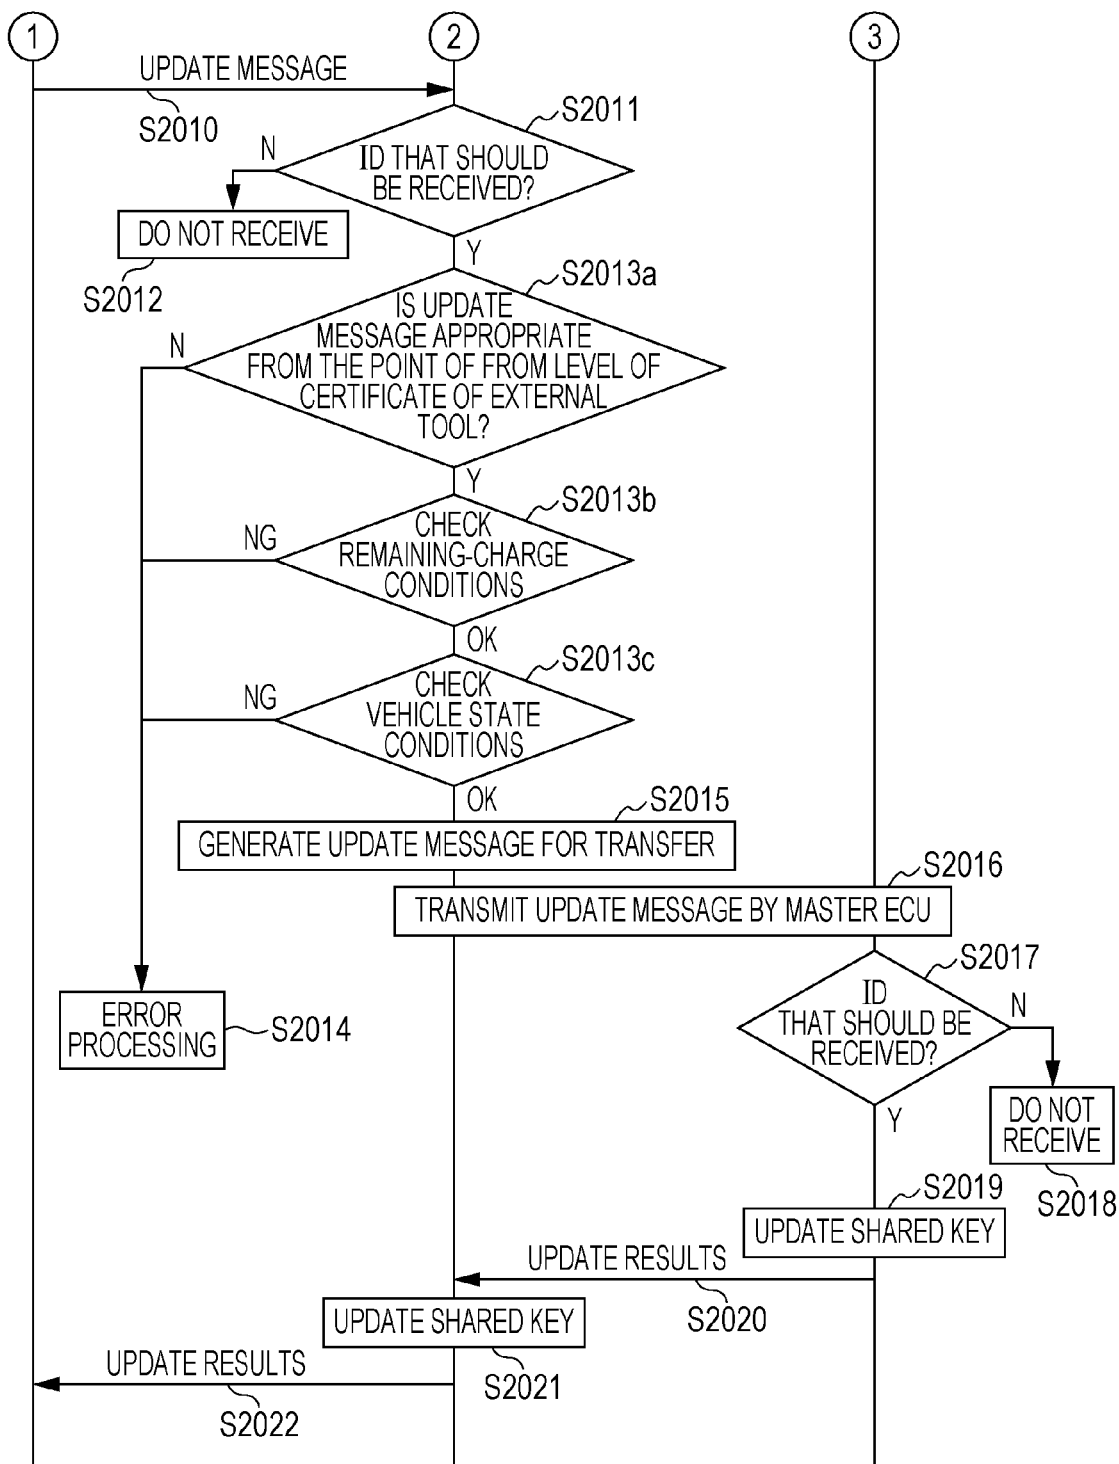 1
2
3
UPDATE MESSAGE
S2010
S2011
N
ID THAT SHOULD
BE RECEIVED?
DO NOT RECEIVE
Y
S2012
S2013a
IS UPDATE
MESSAGE APPROPRIATE
FROM THE POINT OF FROM LEVEL OF
CERTIFICATE OF EXTERNAL
TOOL?
N
Y
S2013b
NG
CHECK
REMAINING-CHARGE
CONDITIONS
OK
S2013c
NG
CHECK
VEHICLE STATE
CONDITIONS
OK
S2015
GENERATE UPDATE MESSAGE FOR TRANSFER
S2016
TRANSMIT UPDATE MESSAGE BY MASTER ECU
S2017
ID
THAT SHOULD BE
RECEIVED?
N
ERROR
PROCESSING
S2014
Y
DO NOT
RECEIVE
S2018
S2019
UPDATE SHARED KEY
UPDATE RESULTS
S2020
UPDATE SHARED KEY
S2021
UPDATE RESULTS
S2022